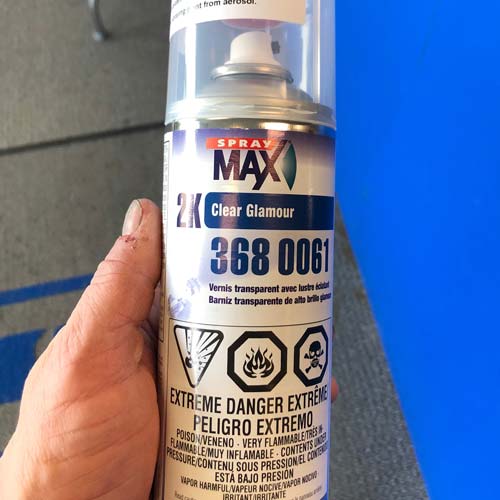 from aerosol.
SPRAY
MAX
2K Clear Glamour
368 0061
Vernis transparent avec lustre éclatant
Barniz transparente de alto brillo glamour
EXTREME DANGER EXTRÊME
PELIGRO EXTREMO
POISON/VENENO - VERY FLAMMABLE/TRÈS IN-
FLAMMABLE/MUY INFLAMABLE - CONTENTS UNDER
PRESSURE/CONTENU SOUS PRESSION/EL CONTENIDO
ESTÁ BAJO PRESIÓN
VAPOR HARMFUL/VAPEUR NOCIVE/VAPOR NOCIVO
IRRITANT/IRRITANTE